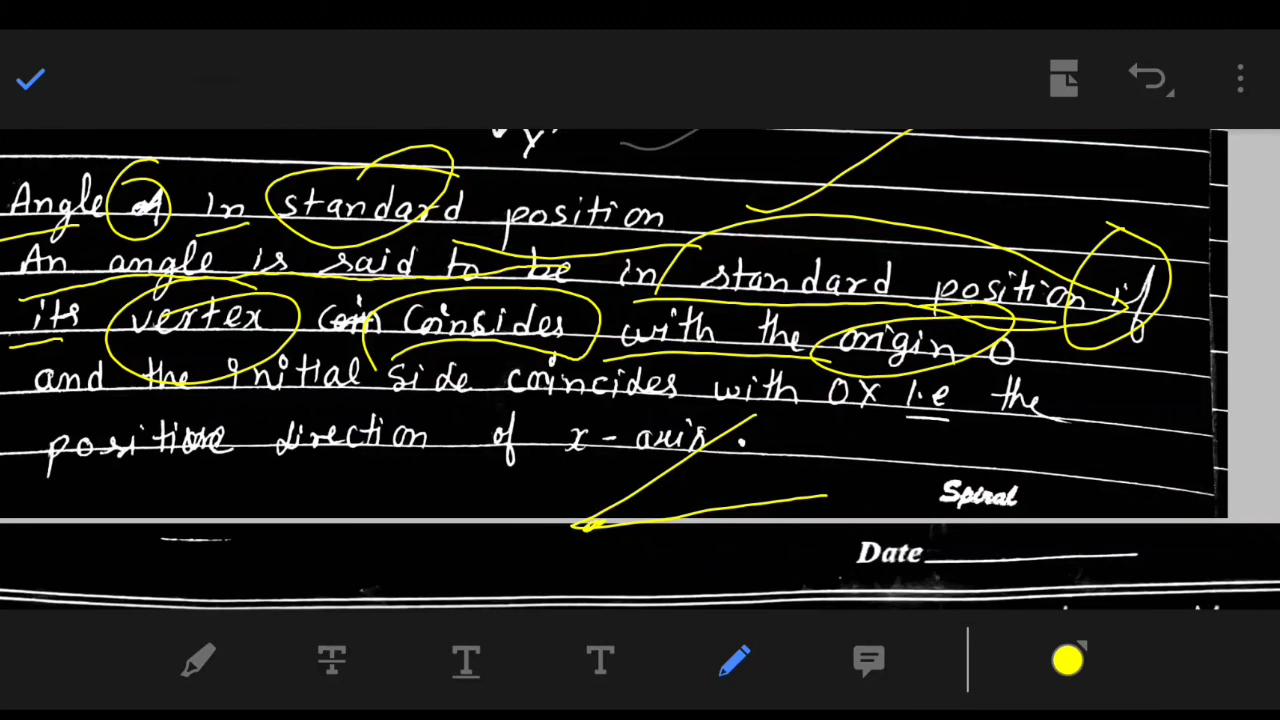 y'
Angle in standard position
An angle is said to be in standard position if
its vertex coin Coinsides with the origin O
and the initial side coincides with OX i.e the
positive direction of x-axis.
Spiral
Date